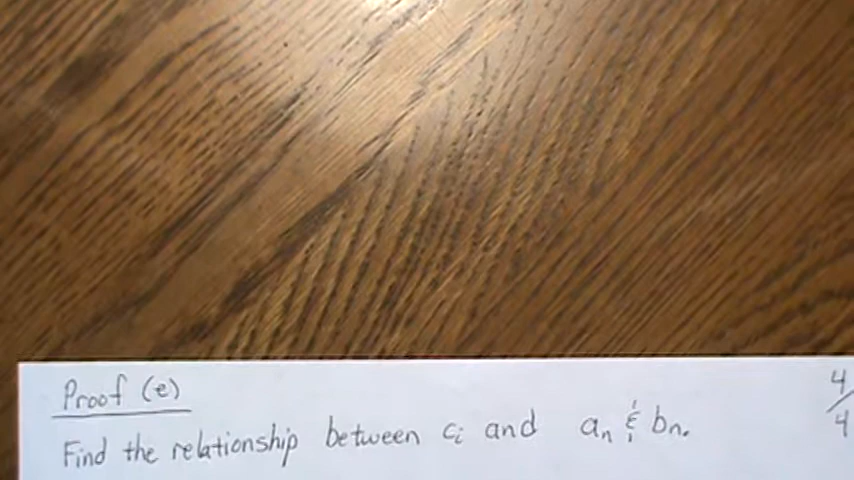 Proof (e)
4/4
Find the relationship between ci and an & bn.